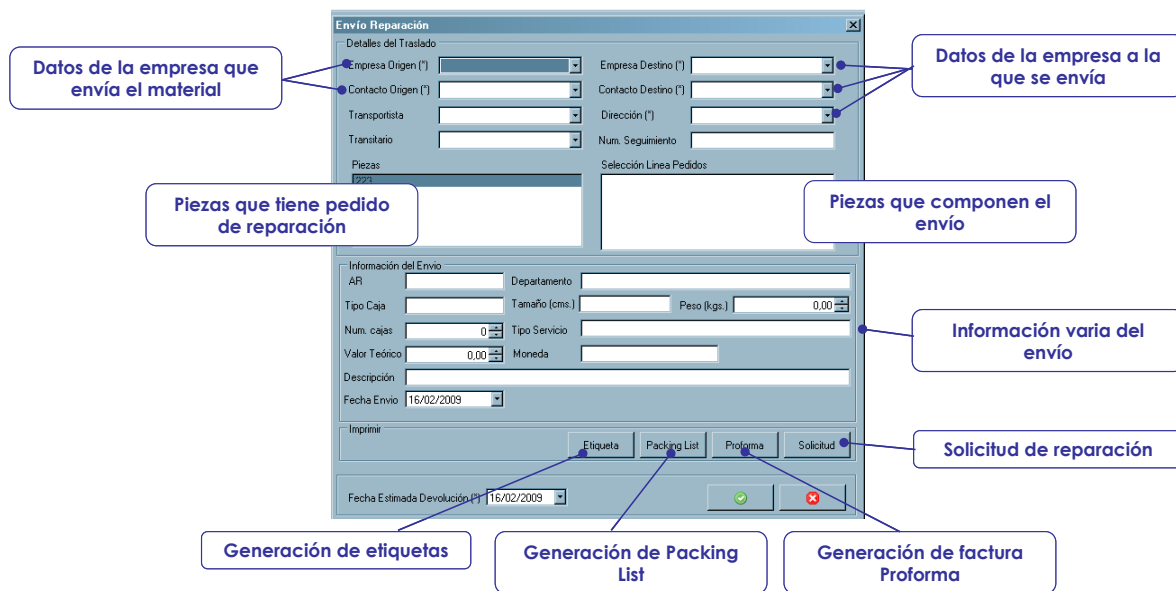 Envío Reparación
Detalles del Traslado
Datos de la empresa que
envía el material
Empresa Origen (*)
Empresa Destino (*)
Datos de la empresa a la
que se envía
Contacto Origen (*)
Contacto Destino (*)
Transportista
Dirección (*)
Transitario
Num. Seguimiento
Piezas
Selección Linea Pedidos
223
Piezas que tiene pedido
de reparación
Piezas que componen el
envío
Información del Envio
AR
Departamento
Tipo Caja
Tamaño (cms.)
Peso (kgs.)
0,00
Num. cajas
0
Tipo Servicio
Información varia del
envío
Valor Teórico
0,00
Moneda
Descripción
Fecha Envio
16/02/2009
Imprimir
Etiqueta
Packing List
Proforma
Solicitud
Solicitud de reparación
Fecha Estimada Devolución (*)
16/02/2009
Generación de etiquetas
Generación de Packing
List
Generación de factura
Proforma